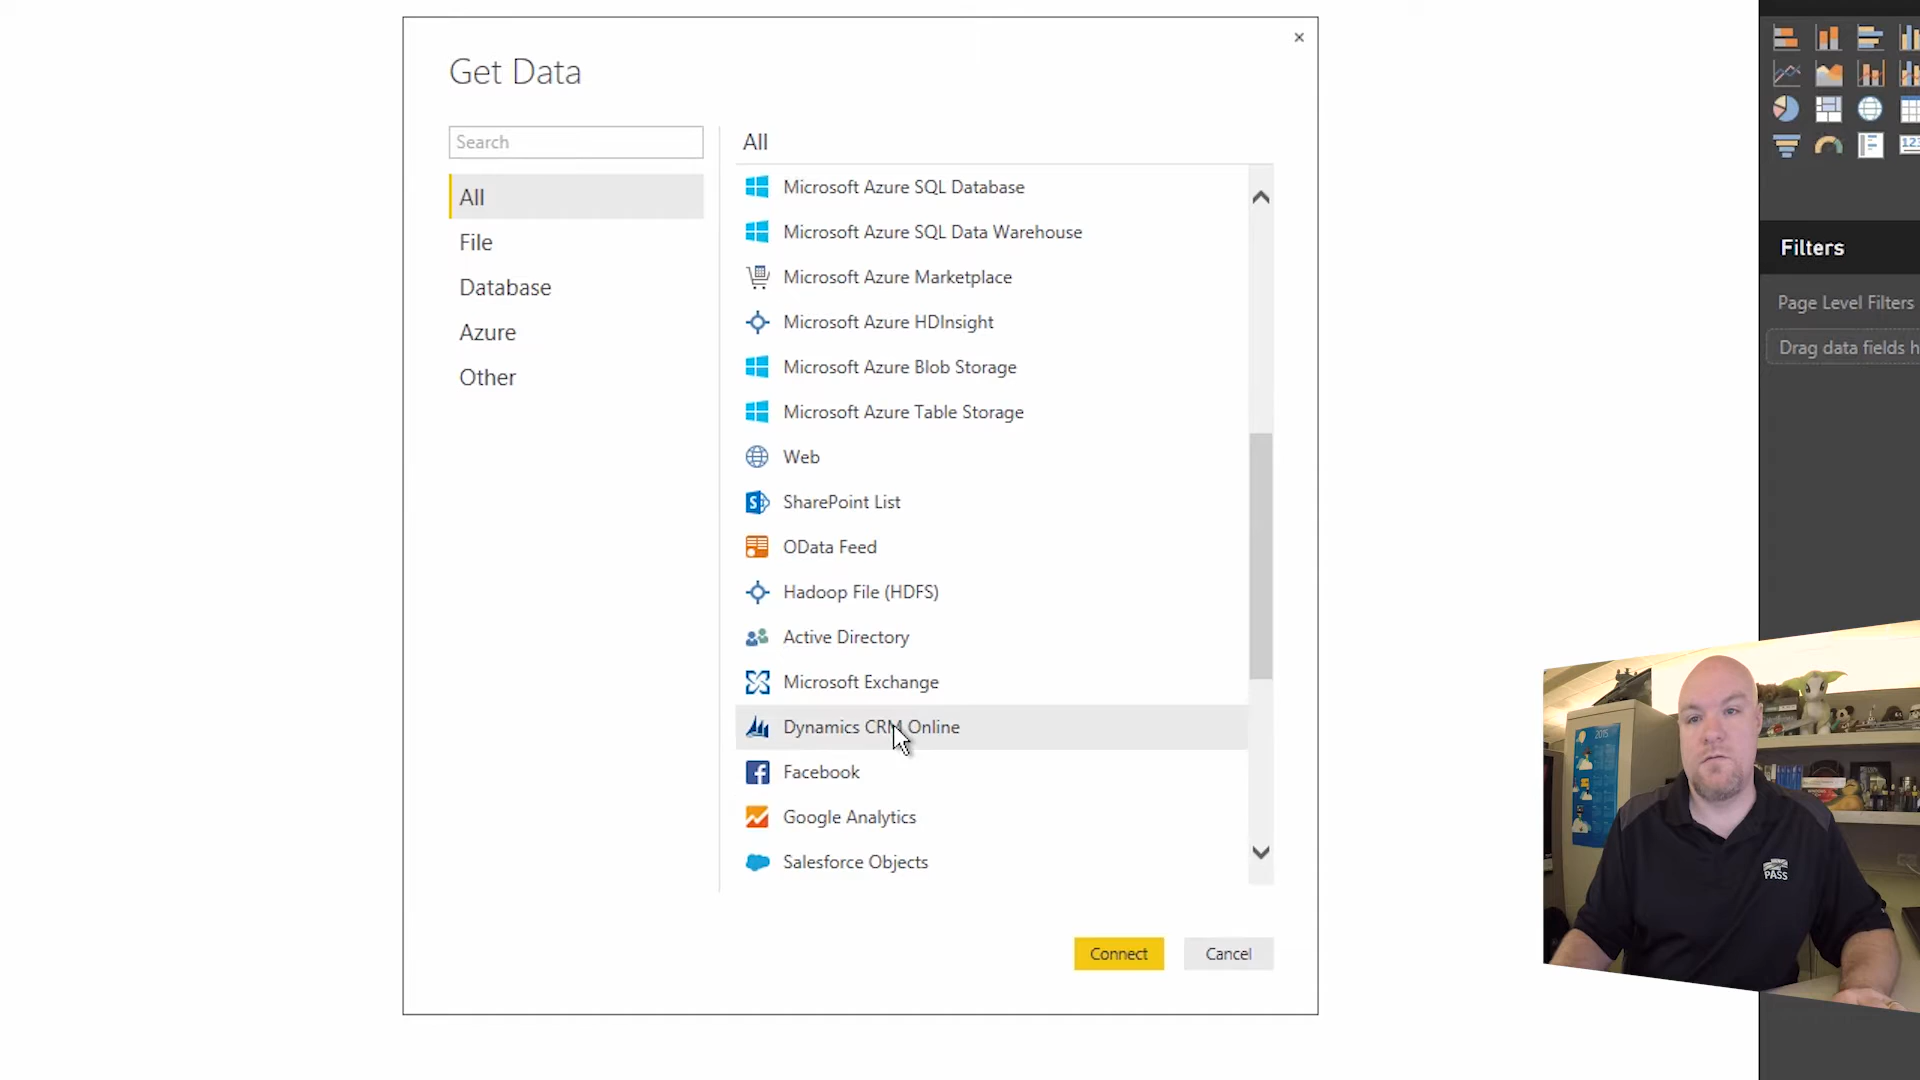 Get Data
Search
All
File
Database
Azure
Other
All
Microsoft Azure SQL Database
Microsoft Azure SQL Data Warehouse
Microsoft Azure Marketplace
Microsoft Azure HDInsight
Microsoft Azure Blob Storage
Microsoft Azure Table Storage
Web
SharePoint List
OData Feed
Hadoop File (HDFS)
Active Directory
Microsoft Exchange
Dynamics CRM Online
Facebook
Google Analytics
Salesforce Objects
Connect
Cancel
123
Filters
Page Level Filters
Drag data fields h
2015
PASS